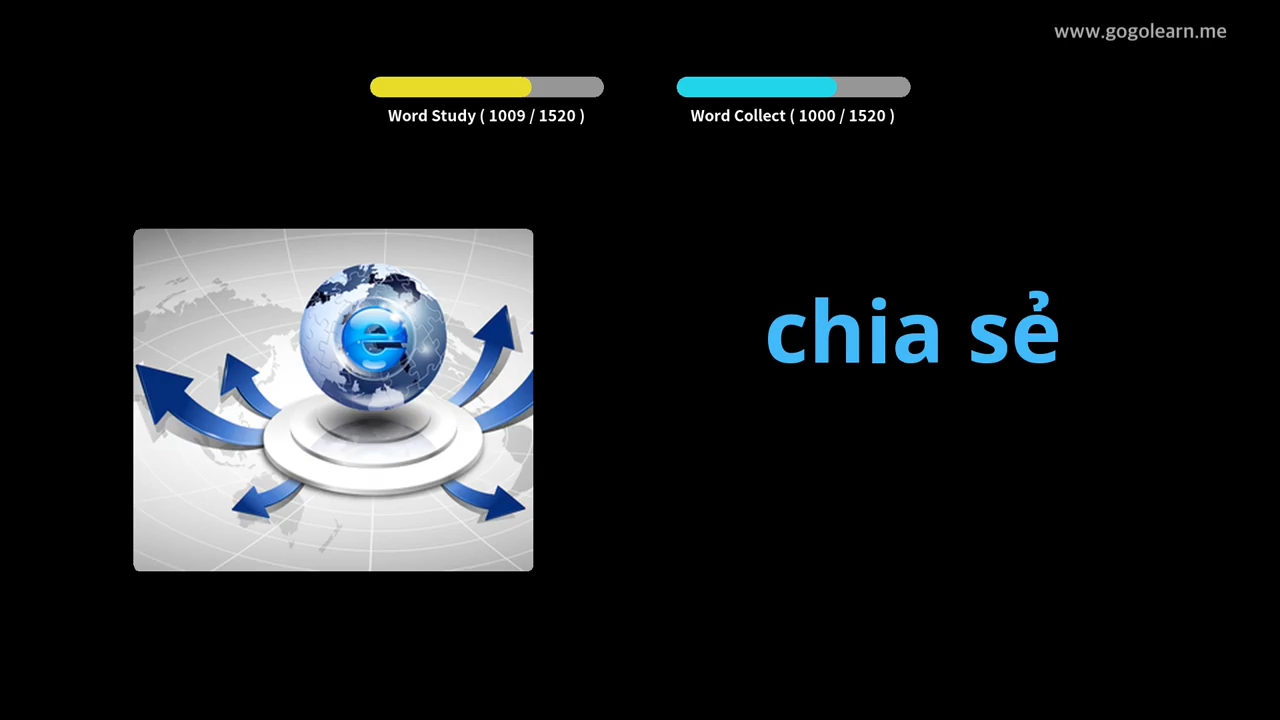 www.gogolearn.me
Word Study ( 1009 / 1520 )
Word Collect ( 1000 / 1520 )
e
chia sẻ